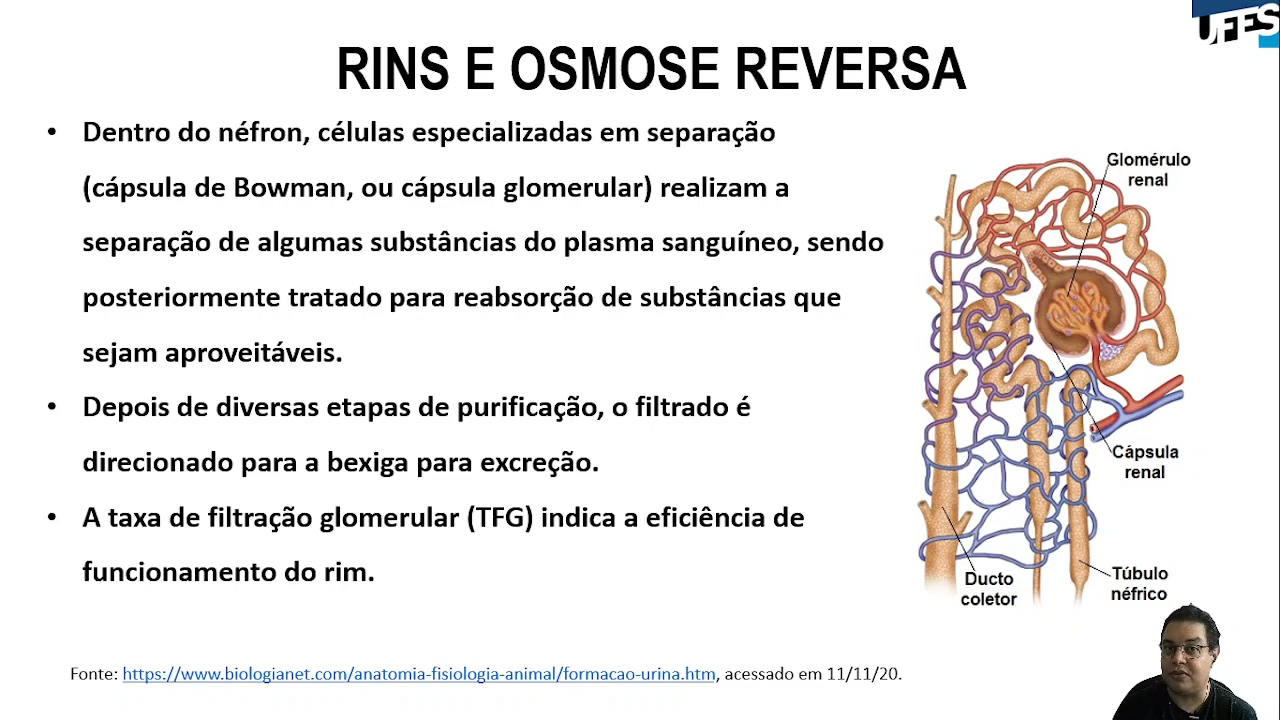 UFES
RINS E OSMOSE REVERSA
• Dentro do néfron, células especializadas em separação
(cápsula de Bowman, ou cápsula glomerular) realizam a
separação de algumas substâncias do plasma sanguíneo, sendo
posteriormente tratado para reabsorção de substâncias que
sejam aproveitáveis.
• Depois de diversas etapas de purificação, o filtrado é
direcionado para a bexiga para excreção.
• A taxa de filtração glomerular (TFG) indica a eficiência de
funcionamento do rim.
Glomérulo
renal
Cápsula
renal
Ducto
coletor
Túbulo
néfrico
Fonte: https://www.biologianet.com/anatomia-fisiologia-animal/formacao-urina.htm, acessado em 11/11/20.